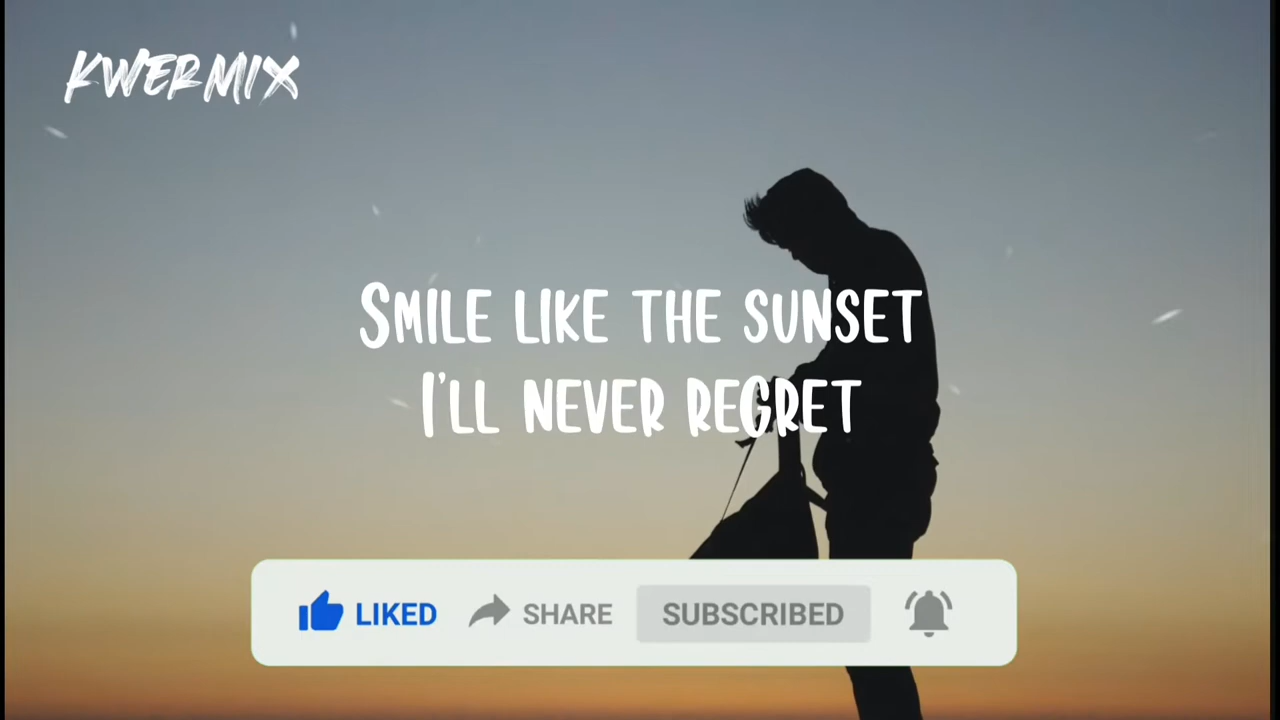 KWERMIX
SMILE LIKE THE SUNSET
I'LL NEVER REGRET
LIKED SHARE SUBSCRIBED